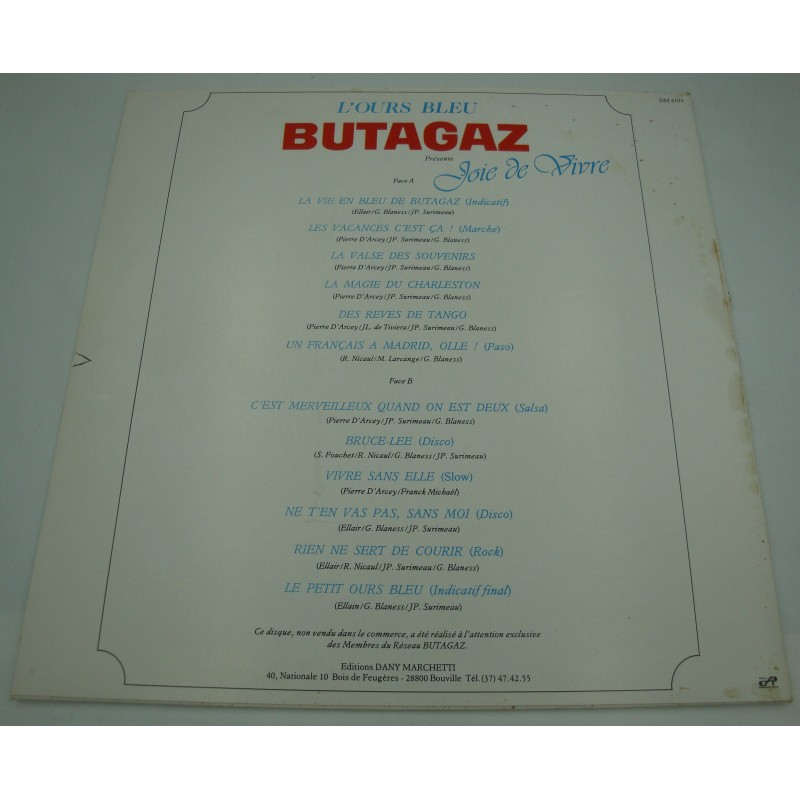 DM 4101
L'OURS BLEU
BUTAGAZ
Présente
Joie de Vivre
Face A
LA VIE EN BLEU DE BUTAGAZ (Indicatif)
(Ellair/G. Blaness/JP. Surimeau)
LES VACANCES C'EST ÇA ! (Marche)
(Pierre D'Arcey/JP. Surimeau/G. Blaness)
LA VALSE DES SOUVENIRS
(Pierre D'Arcey/JP. Surimeau/G. Blaness)
LA MAGIE DU CHARLESTON
(Pierre D'Arcey/JP. Surimeau/G. Blaness)
DES REVES DE TANGO
(Pierre D'Arcey/JL. de Tiviera/JP. Surimeau/G. Blaness)
UN FRANÇAIS A MADRID, OLLE ! (Paso)
(R. Nicaul/M. Larcange/G. Blaness)
Face B
C'EST MERVEILLEUX QUAND ON EST DEUX (Salsa)
(Pierre D'Arcey/JP. Surimeau/G. Blaness)
BRUCE-LEE (Disco)
(S. Fouchet/R. Nicaul/G. Blaness/JP. Surimeau)
VIVRE SANS ELLE (Slow)
(Pierre D'Arcey/Franck Michaël)
NE T'EN VAS PAS, SANS MOI (Disco)
(Ellair/G. Blaness/JP. Surimeau)
RIEN NE SERT DE COURIR (Rock)
(Ellair/R. Nicaul/JP. Surimeau/G. Blaness)
LE PETIT OURS BLEU (Indicatif final)
(Ellain/G. Blaness/JP. Surimeau)
Ce disque, non vendu dans le commerce, a été réalisé à l'attention exclusive
des Membres du Réseau BUTAGAZ.
Editions DANY MARCHETTI
40, Nationale 10 Bois de Feugères - 28800 Bouville Tél. (37) 47.42.55